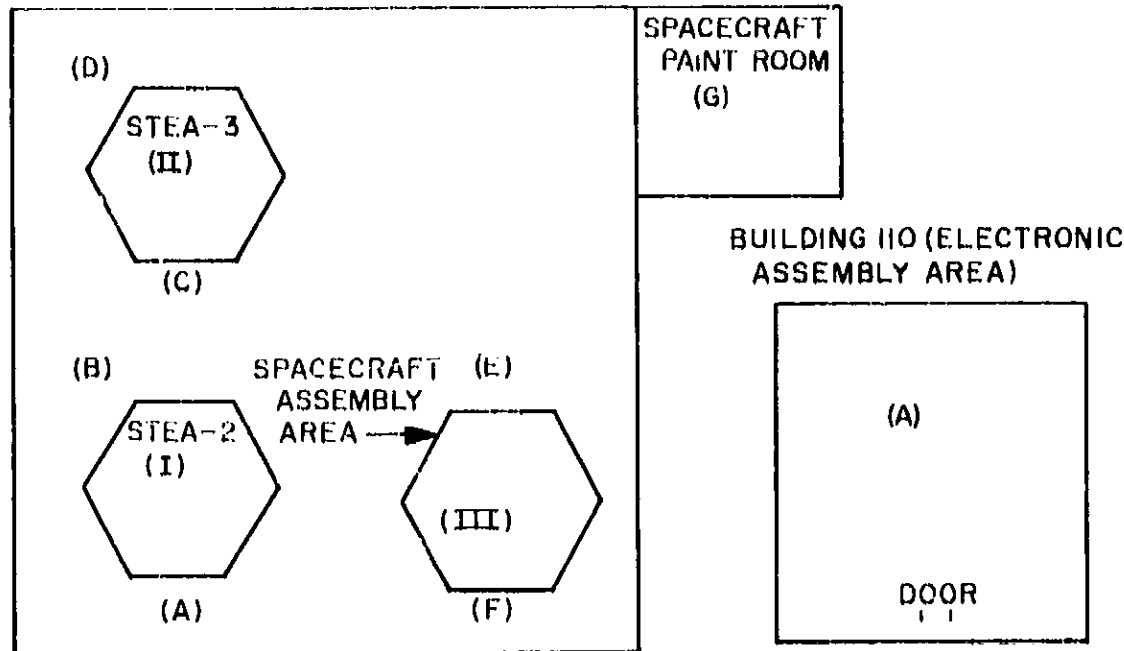 (D)
STEA-3
(II)
(C)
(B)
STEA-2
(I)
(A)
SPACECRAFT
ASSEMBLY
AREA
(E)
(III)
(F)
SPACECRAFT
PAINT ROOM
(G)
BUILDING 110 (ELECTRONIC
ASSEMBLY AREA)
(A)
DOOR